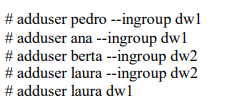 # adduser pedro --ingroup dw1
# adduser ana --ingroup dw1
# adduser berta --ingroup dw2
# adduser laura --ingroup dw2
# adduser laura dw1